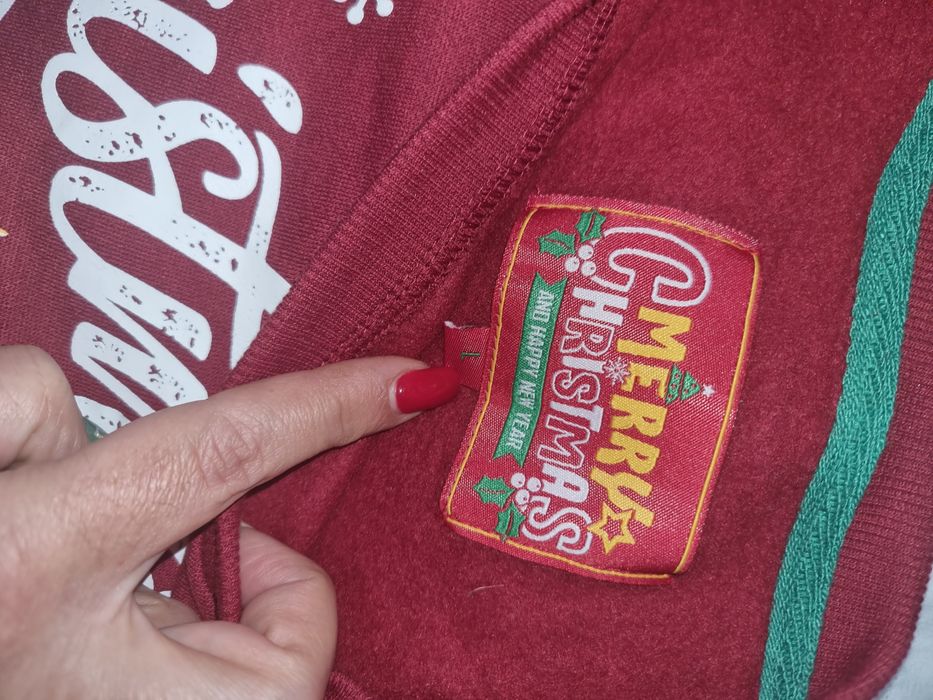 MERRY
CHRISTMAS
AND HAPPY NEW YEAR
L